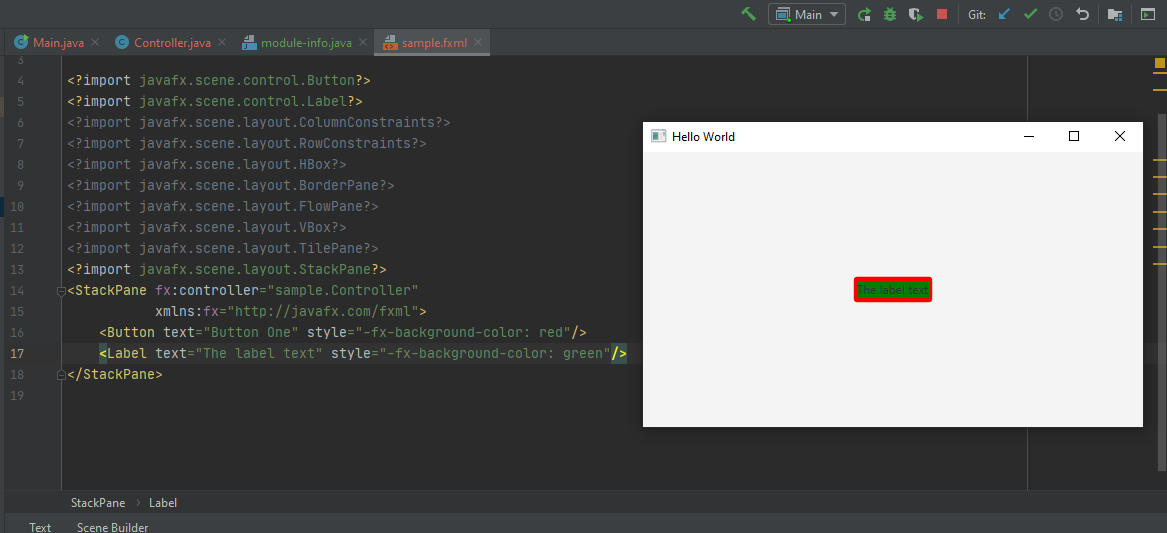 Main
Git:
Main.java
Controller.java
module-info.java
sample.fxml
3
4 <?import javafx.scene.control.Button?>
5 <?import javafx.scene.control.Label?>
6 <?import javafx.scene.layout.ColumnConstraints?>
7 <?import javafx.scene.layout.RowConstraints?>
8 <?import javafx.scene.layout.HBox?>
9 <?import javafx.scene.layout.BorderPane?>
10 <?import javafx.scene.layout.FlowPane?>
11 <?import javafx.scene.layout.VBox?>
12 <?import javafx.scene.layout.TilePane?>
13 <?import javafx.scene.layout.StackPane?>
14 <StackPane fx:controller="sample.Controller"
15 xmlns:fx="http://javafx.com/fxml">
16 <Button text="Button One" style="-fx-background-color: red"/>
17 <Label text="The label text" style="-fx-background-color: green"/>
18 </StackPane>
19
Hello World
The label text
StackPane › Label
Text Scene Builder